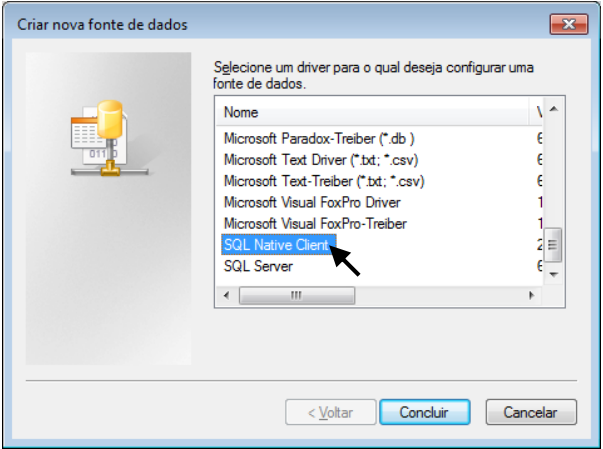 Criar nova fonte de dados
Selecione um driver para o qual deseja configurar uma
fonte de dados.
Nome V
Microsoft Paradox-Treiber (*.db ) 6
Microsoft Text Driver (*.txt; *.csv) 6
Microsoft Text-Treiber (*.txt; *.csv) 6
Microsoft Visual FoxPro Driver 1
Microsoft Visual FoxPro-Treiber 1
SQL Native Client 2
SQL Server 6
< Voltar Concluir Cancelar